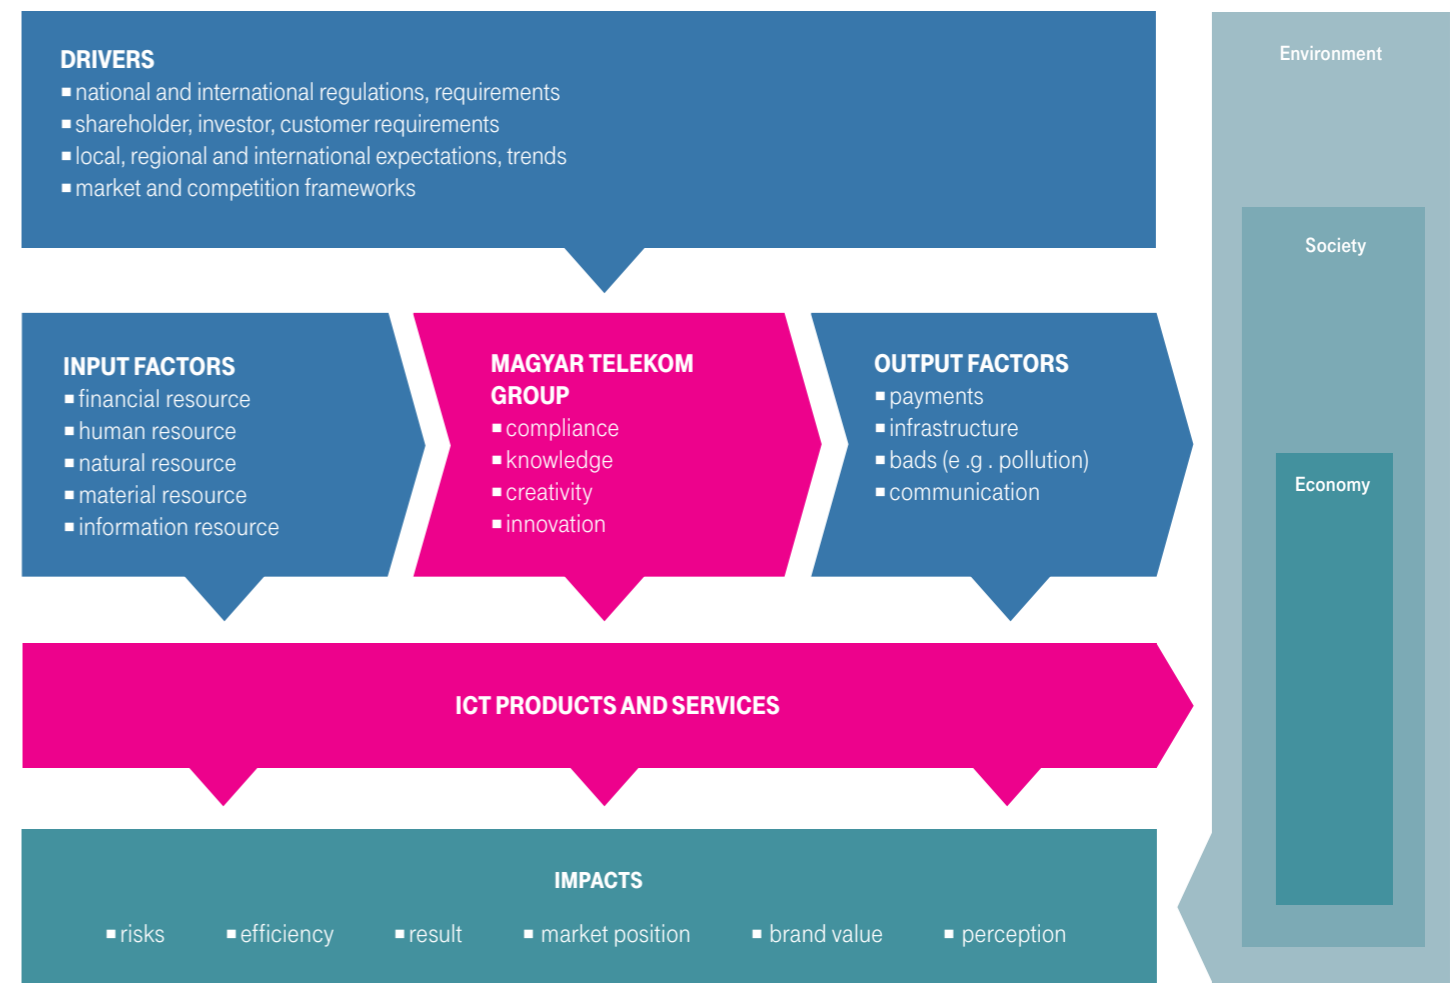 DRIVERS
▪ national and international regulations, requirements
▪ shareholder, investor, customer requirements
▪ local, regional and international expectations, trends
▪ market and competition frameworks
INPUT FACTORS
▪ financial resource
▪ human resource
▪ natural resource
▪ material resource
▪ information resource
MAGYAR TELEKOM
GROUP
▪ compliance
▪ knowledge
▪ creativity
▪ innovation
OUTPUT FACTORS
▪ payments
▪ infrastructure
▪ bads (e .g . pollution)
▪ communication
ICT PRODUCTS AND SERVICES
IMPACTS
▪ risks ▪ efficiency ▪ result ▪ market position ▪ brand value ▪ perception
Environment
Society
Economy